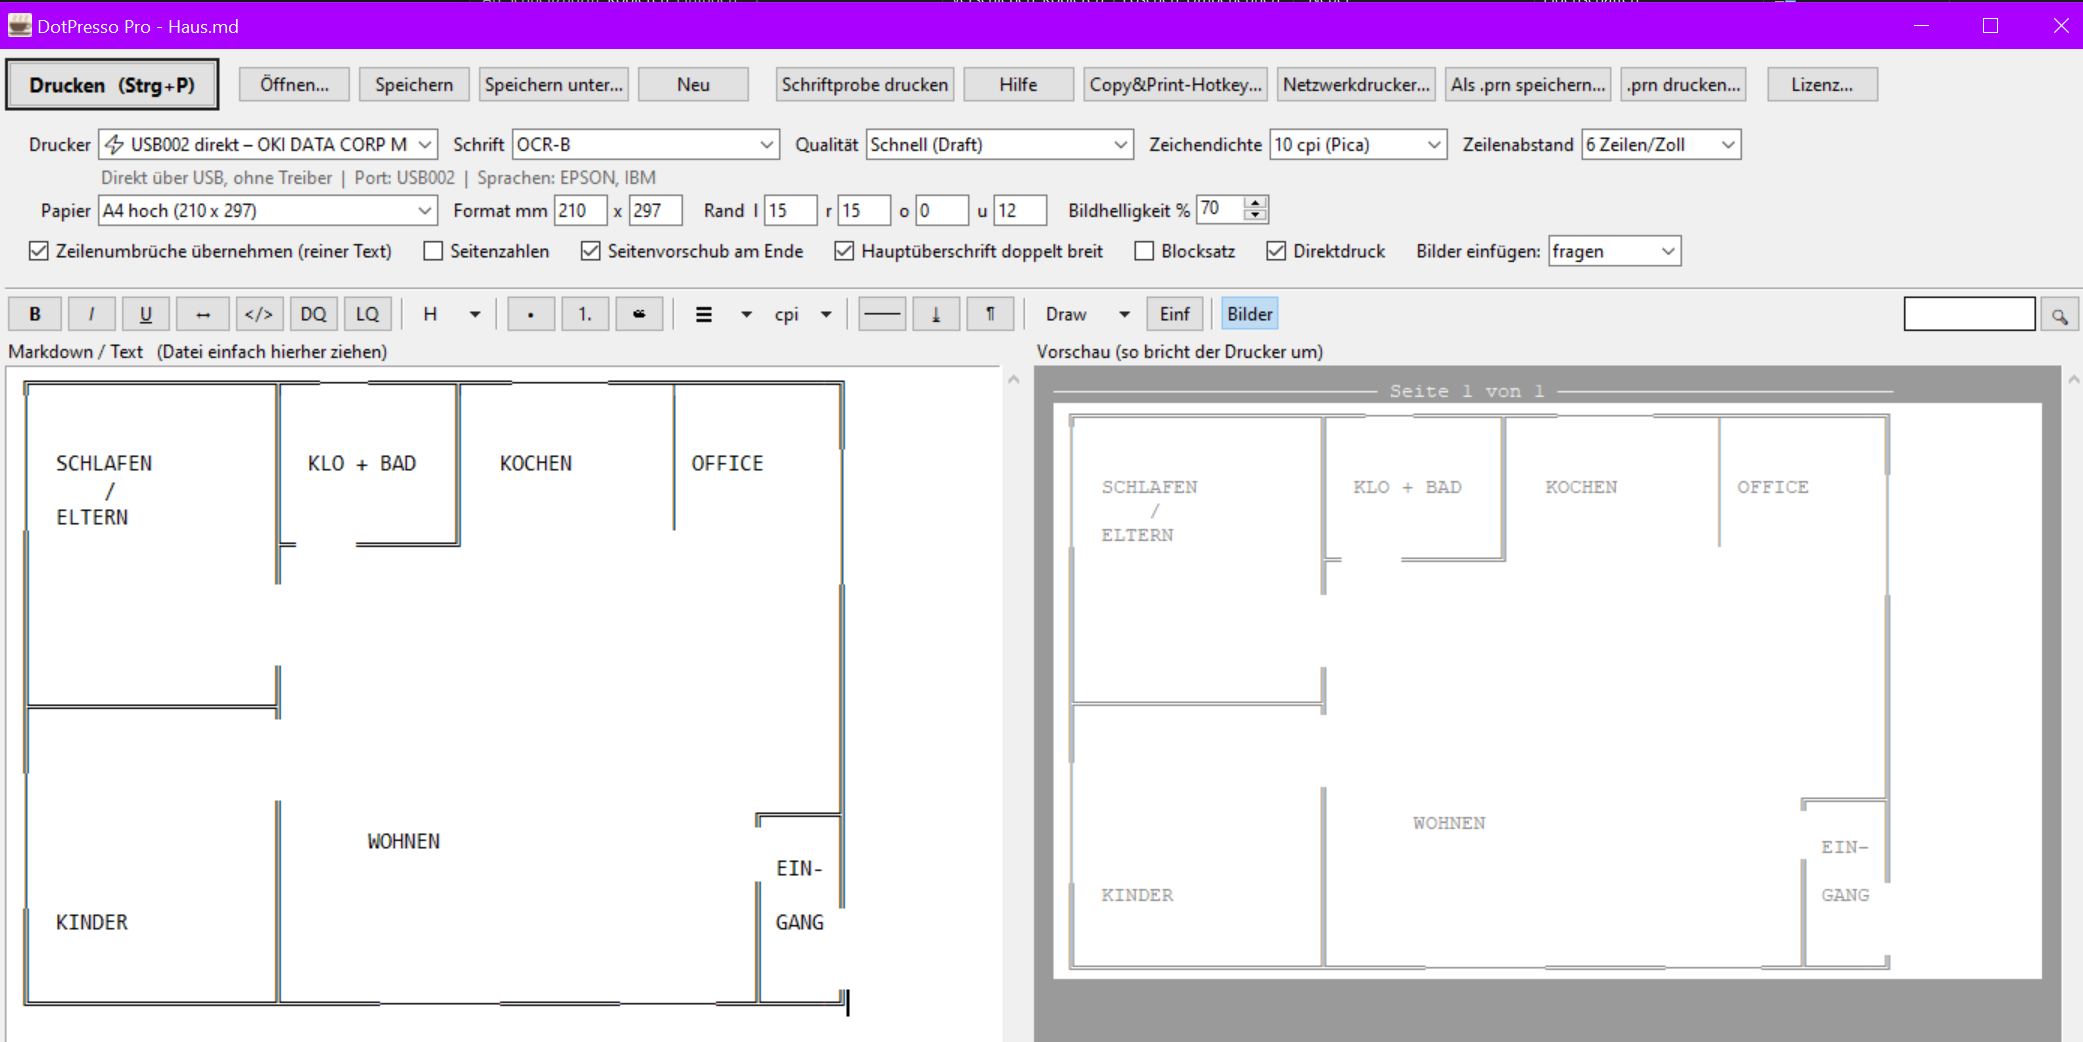 DotPresso Pro - Haus.md
Drucken (Strg+P) Öffnen... Speichern Speichern unter... Neu Schriftprobe drucken Hilfe Copy&Print-Hotkey... Netzwerkdrucker... Als .prn speichern... .prn drucken... Lizenz...
Drucker USB002 direkt – OKI DATA CORP M Schrift OCR-B Qualität Schnell (Draft) Zeichendichte 10 cpi (Pica) Zeilenabstand 6 Zeilen/Zoll
Direkt über USB, ohne Treiber | Port: USB002 | Sprachen: EPSON, IBM
Papier A4 hoch (210 x 297) Format mm 210 x 297 Rand l 15 r 15 o 0 u 12 Bildhelligkeit % 70
Zeilenumbrüche übernehmen (reiner Text) Seitenzahlen Seitenvorschub am Ende Hauptüberschrift doppelt breit Blocksatz Direktdruck Bilder einfügen: fragen
B I U ↔ </> DQ LQ H • 1. “ ☰ cpi ⤓ ¶ Draw Einf Bilder
Markdown / Text (Datei einfach hierher ziehen)
SCHLAFEN KLO + BAD KOCHEN OFFICE
/
ELTERN
WOHNEN
EIN-
KINDER GANG
Vorschau (so bricht der Drucker um)
Seite 1 von 1
SCHLAFEN KLO + BAD KOCHEN OFFICE
/
ELTERN
WOHNEN
EIN-
KINDER GANG